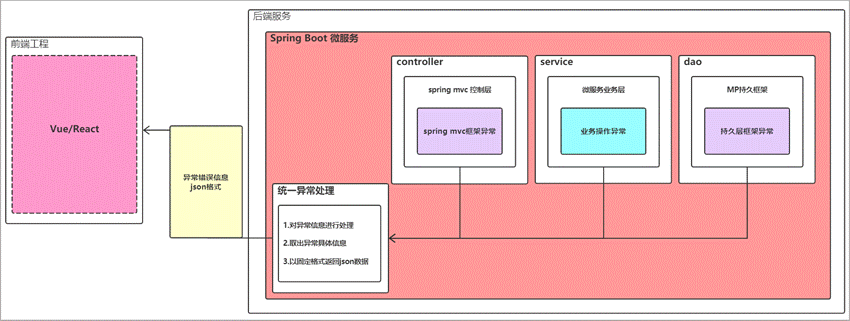 后端服务
前端工程
Vue/React
异常错误信息
json格式
Spring Boot 微服务
controller
spring mvc 控制层
spring mvc框架异常
service
微服务业务层
业务操作异常
dao
MP持久框架
持久层框架异常
统一异常处理
1.对异常信息进行处理
2.取出异常具体信息
3.以固定格式返回json数据